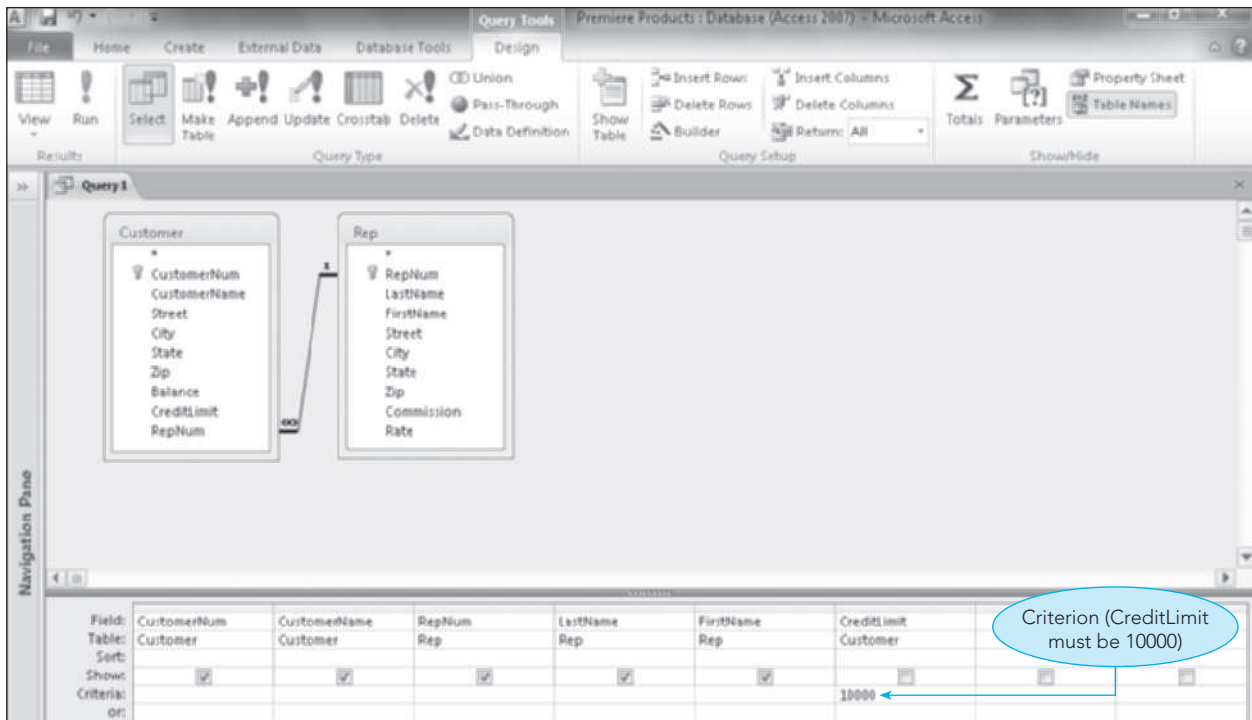 A
Query Tools
Premiere Products : Database (Access 2007) - Microsoft Access
File Home Create External Data Database Tools Design
View
Run
Results
Select
Make Table
Append
Update
Crosstab
Delete
Union
Pass-Through
Data Definition
Query Type
Show Table
Insert Rows
Delete Rows
Builder
Insert Columns
Delete Columns
Return: All
Query Setup
Totals
Parameters
Property Sheet
Table Names
Show/Hide
Query1
Navigation Pane
Customer
*
CustomerNum
CustomerName
Street
City
State
Zip
Balance
CreditLimit
RepNum
1
∞
Rep
*
RepNum
LastName
FirstName
Street
City
State
Zip
Commission
Rate
Field: CustomerNum CustomerName RepNum LastName FirstName CreditLimit
Table: Customer Customer Rep Rep Rep Customer
Sort:
Show:
Criteria: 10000
or:
Criterion (CreditLimit
must be 10000)